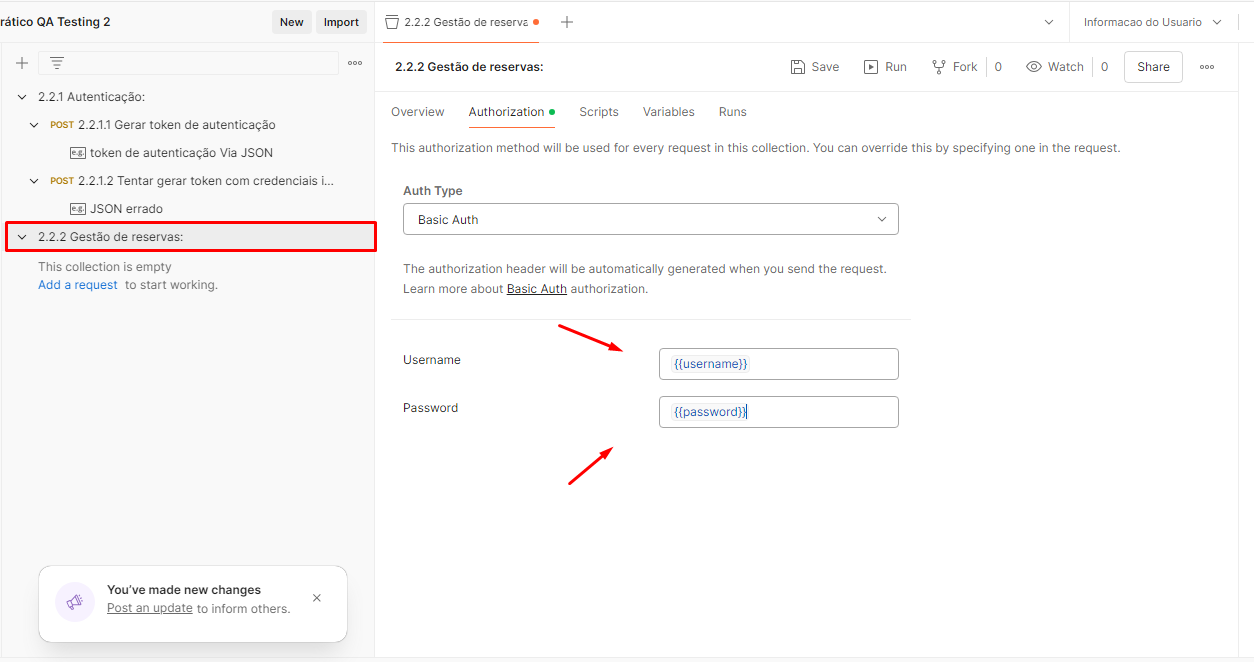 rático QA Testing 2
New
Import
2.2.1 Autenticação:
POST 2.2.1.1 Gerar token de autenticação
e.g. token de autenticação Via JSON
POST 2.2.1.2 Tentar gerar token com credenciais i...
e.g. JSON errado
2.2.2 Gestão de reservas:
This collection is empty
Add a request to start working.
You've made new changes
Post an update to inform others.
2.2.2 Gestão de reserva
Informacao do Usuario
2.2.2 Gestão de reservas:
Save
Run
Fork 0
Watch 0
Share
Overview
Authorization
Scripts
Variables
Runs
This authorization method will be used for every request in this collection. You can override this by specifying one in the request.
Auth Type
Basic Auth
The authorization header will be automatically generated when you send the request.
Learn more about Basic Auth authorization.
Username
{{username}}
Password
{{password}}